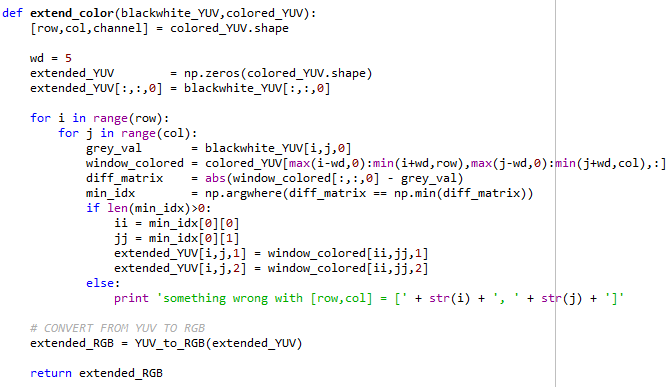 def extend_color(blackwhite_YUV,colored_YUV):
    [row,col,channel] = colored_YUV.shape

    wd = 5
    extended_YUV        = np.zeros(colored_YUV.shape)
    extended_YUV[:,:,0] = blackwhite_YUV[:,:,0]

    for i in range(row):
        for j in range(col):
            grey_val       = blackwhite_YUV[i,j,0]
            window_colored = colored_YUV[max(i-wd,0):min(i+wd,row),max(j-wd,0):min(j+wd,col),:]
            diff_matrix    = abs(window_colored[:,:,0] - grey_val)
            min_idx        = np.argwhere(diff_matrix == np.min(diff_matrix))
            if len(min_idx)>0:
                ii = min_idx[0][0]
                jj = min_idx[0][1]
                extended_YUV[i,j,1] = window_colored[ii,jj,1]
                extended_YUV[i,j,2] = window_colored[ii,jj,2]
            else:
                print 'something wrong with [row,col] = [' + str(i) + ', ' + str(j) + ']'

    # CONVERT FROM YUV TO RGB
    extended_RGB = YUV_to_RGB(extended_YUV)

    return extended_RGB